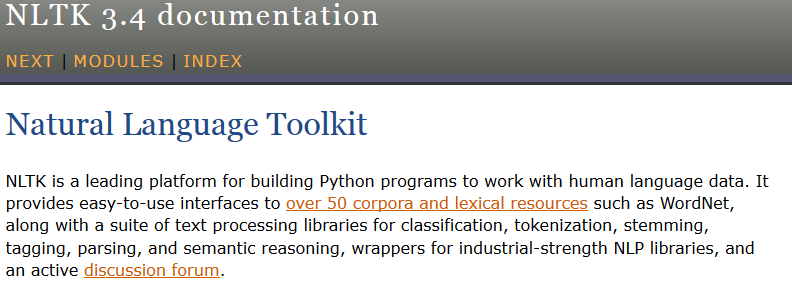 NLTK 3.4 documentation
NEXT | MODULES | INDEX
Natural Language Toolkit
NLTK is a leading platform for building Python programs to work with human language data. It
provides easy-to-use interfaces to over 50 corpora and lexical resources such as WordNet,
along with a suite of text processing libraries for classification, tokenization, stemming,
tagging, parsing, and semantic reasoning, wrappers for industrial-strength NLP libraries, and
an active discussion forum.